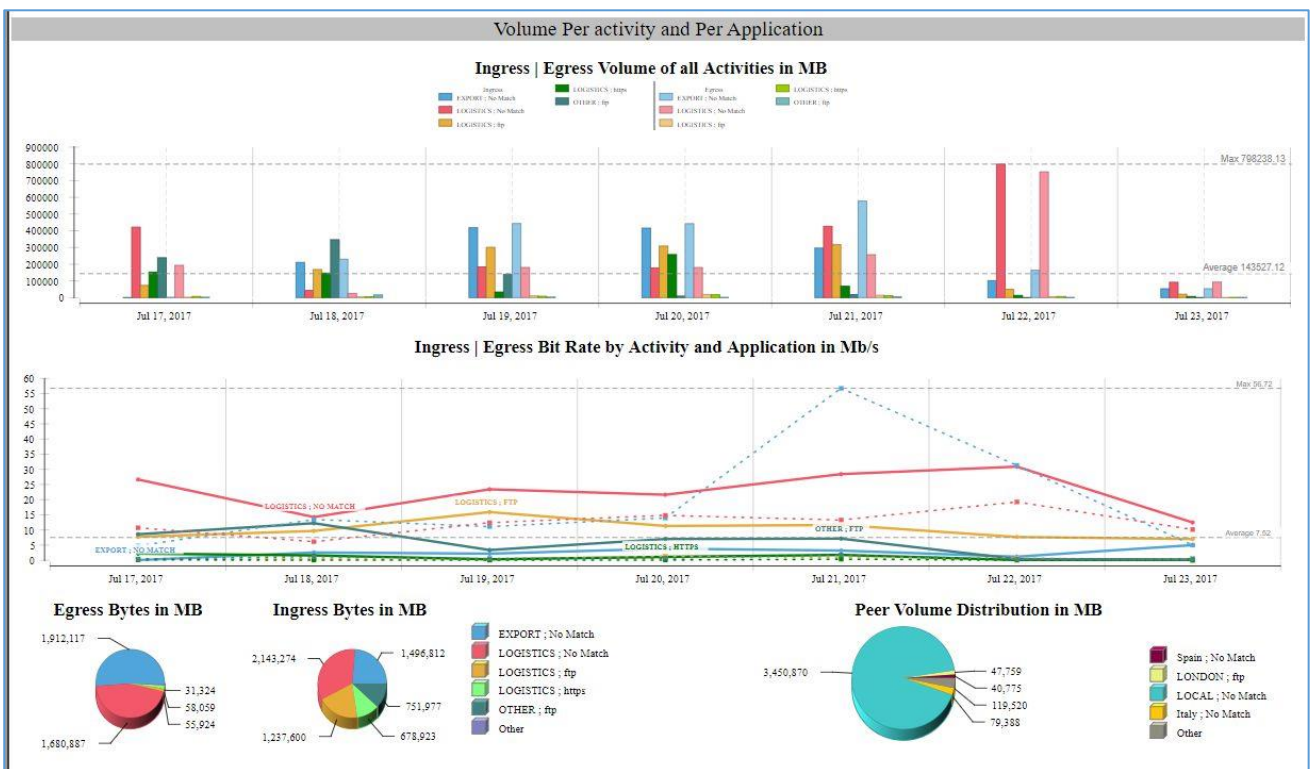 Volume Per activity and Per Application
Ingress | Egress Volume of all Activities in MB
Ingress
EXPORT ; No Match
LOGISTICS ; No Match
LOGISTICS ; ftp
LOGISTICS ; https
OTHER ; ftp
Egress
EXPORT ; No Match
LOGISTICS ; No Match
LOGISTICS ; ftp
LOGISTICS ; https
OTHER ; ftp
900000
800000
700000
600000
500000
400000
300000
200000
100000
0
Max 798238.13
Average 143527.12
Jul 17, 2017 Jul 18, 2017 Jul 19, 2017 Jul 20, 2017 Jul 21, 2017 Jul 22, 2017 Jul 23, 2017
Ingress | Egress Bit Rate by Activity and Application in Mb/s
60
55
50
45
40
35
30
25
20
15
10
5
0
Max 56.72
LOGISTICS ; NO MATCH
LOGISTICS ; FTP
OTHER ; FTP
Average 7.52
EXPORT ; NO MATCH
LOGISTICS ; HTTPS
Jul 17, 2017 Jul 18, 2017 Jul 19, 2017 Jul 20, 2017 Jul 21, 2017 Jul 22, 2017 Jul 23, 2017
Egress Bytes in MB
1,912,117
31,324
58,059
55,924
1,680,887
Ingress Bytes in MB
2,143,274
1,496,812
751,977
678,923
1,237,600
EXPORT ; No Match
LOGISTICS ; No Match
LOGISTICS ; ftp
LOGISTICS ; https
OTHER ; ftp
Other
Peer Volume Distribution in MB
3,450,870
47,759
40,775
119,520
79,388
Spain ; No Match
LONDON ; ftp
LOCAL ; No Match
Italy ; No Match
Other